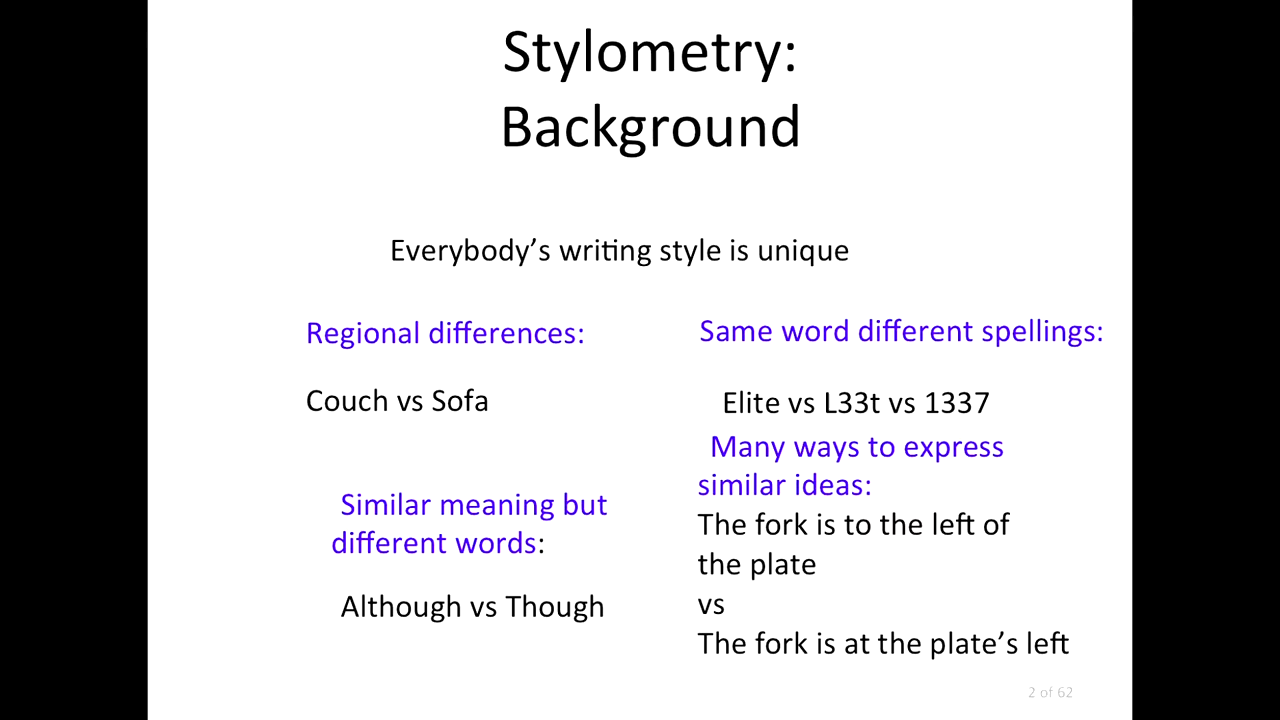 Stylometry:
Background
Everybody’s writing style is unique
Regional differences:
Couch vs Sofa
Similar meaning but
different words:
Although vs Though
Same word different spellings:
Elite vs L33t vs 1337
Many ways to express
similar ideas:
The fork is to the left of
the plate
vs
The fork is at the plate’s left
2 of 62